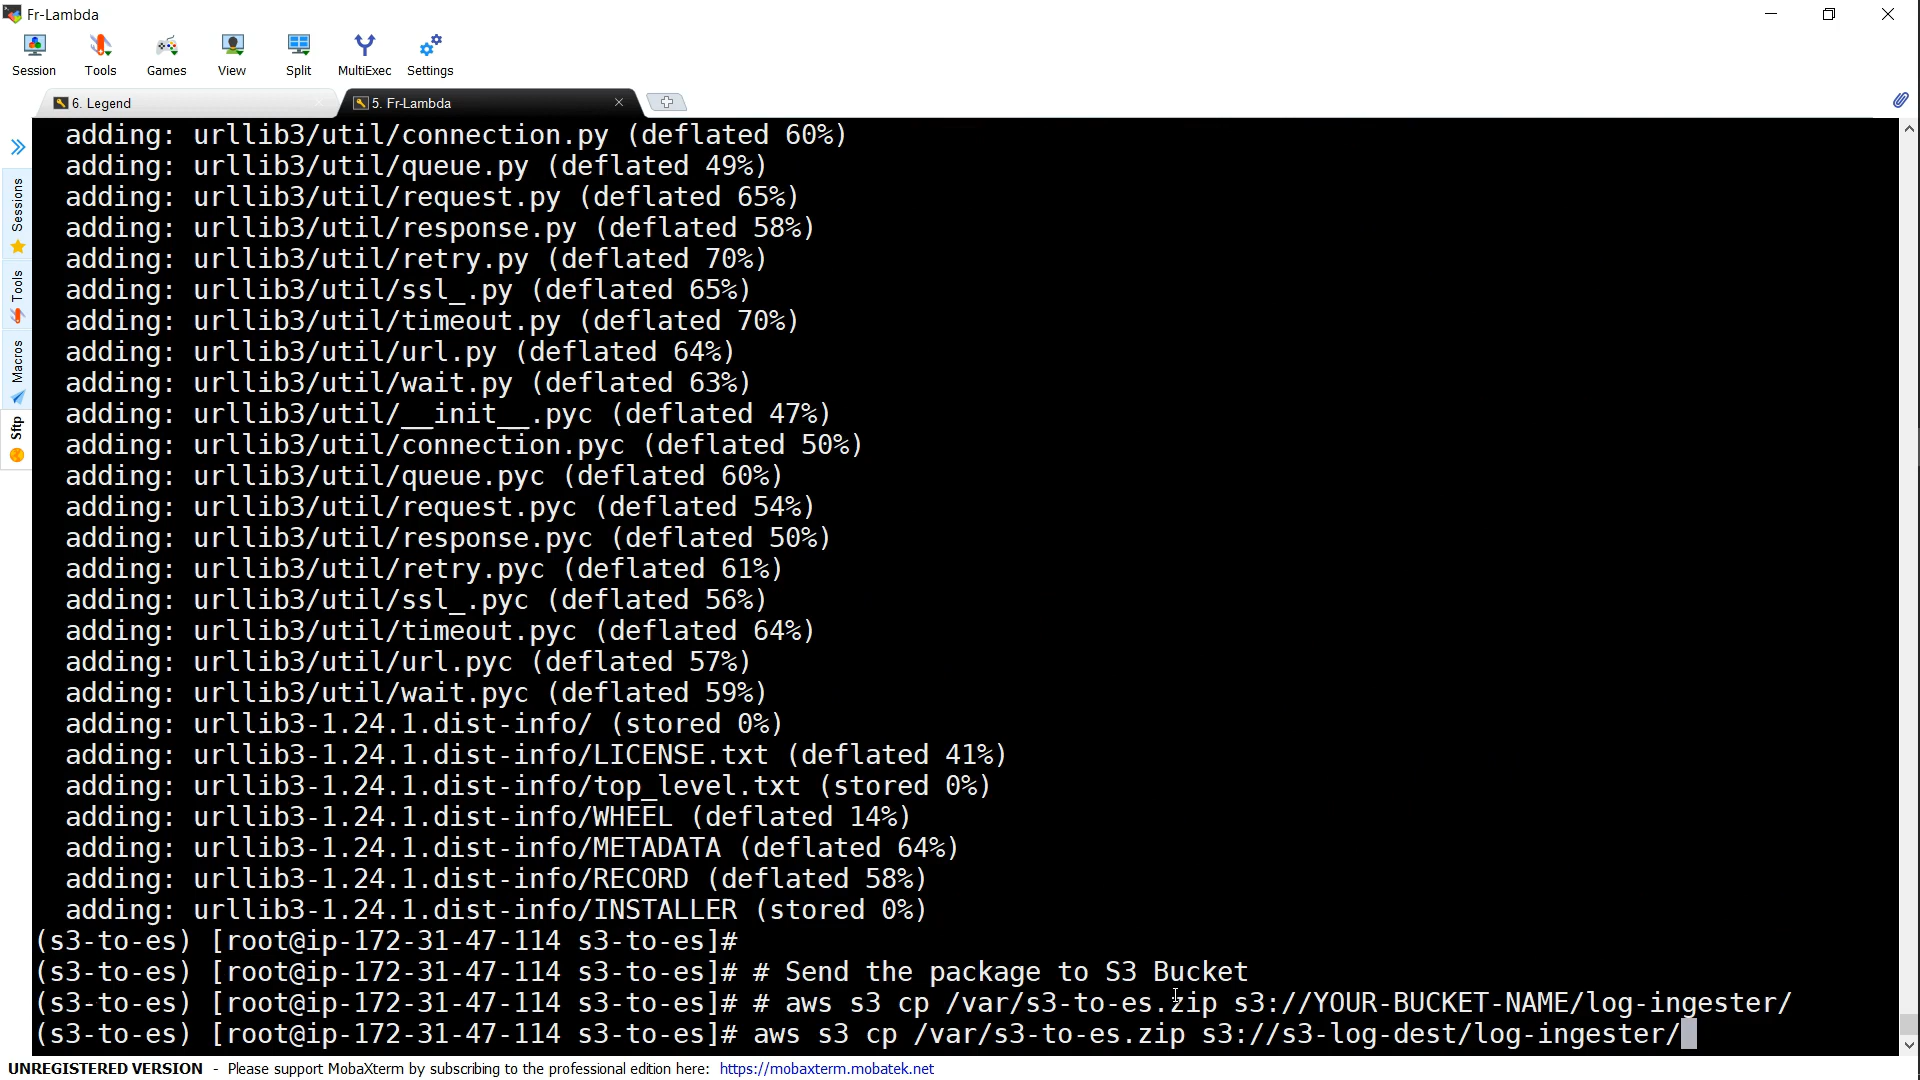 Fr-Lambda
Session
Tools
Games
View
Split
MultiExec
Settings
6. Legend
5. Fr-Lambda
Sessions
Tools
Macros
Sftp
adding: urllib3/util/connection.py (deflated 60%)
adding: urllib3/util/queue.py (deflated 49%)
adding: urllib3/util/request.py (deflated 65%)
adding: urllib3/util/response.py (deflated 58%)
adding: urllib3/util/retry.py (deflated 70%)
adding: urllib3/util/ssl_.py (deflated 65%)
adding: urllib3/util/timeout.py (deflated 70%)
adding: urllib3/util/url.py (deflated 64%)
adding: urllib3/util/wait.py (deflated 63%)
adding: urllib3/util/__init__.pyc (deflated 47%)
adding: urllib3/util/connection.pyc (deflated 50%)
adding: urllib3/util/queue.pyc (deflated 60%)
adding: urllib3/util/request.pyc (deflated 54%)
adding: urllib3/util/response.pyc (deflated 50%)
adding: urllib3/util/retry.pyc (deflated 61%)
adding: urllib3/util/ssl_.pyc (deflated 56%)
adding: urllib3/util/timeout.pyc (deflated 64%)
adding: urllib3/util/url.pyc (deflated 57%)
adding: urllib3/util/wait.pyc (deflated 59%)
adding: urllib3-1.24.1.dist-info/ (stored 0%)
adding: urllib3-1.24.1.dist-info/LICENSE.txt (deflated 41%)
adding: urllib3-1.24.1.dist-info/top_level.txt (stored 0%)
adding: urllib3-1.24.1.dist-info/WHEEL (deflated 14%)
adding: urllib3-1.24.1.dist-info/METADATA (deflated 64%)
adding: urllib3-1.24.1.dist-info/RECORD (deflated 58%)
adding: urllib3-1.24.1.dist-info/INSTALLER (stored 0%)
(s3-to-es) [root@ip-172-31-47-114 s3-to-es]#
(s3-to-es) [root@ip-172-31-47-114 s3-to-es]# # Send the package to S3 Bucket
(s3-to-es) [root@ip-172-31-47-114 s3-to-es]# # aws s3 cp /var/s3-to-es.zip s3://YOUR-BUCKET-NAME/log-ingester/
(s3-to-es) [root@ip-172-31-47-114 s3-to-es]# aws s3 cp /var/s3-to-es.zip s3://s3-log-dest/log-ingester/
UNREGISTERED VERSION - Please support MobaXterm by subscribing to the professional edition here: https://mobaxterm.mobatek.net